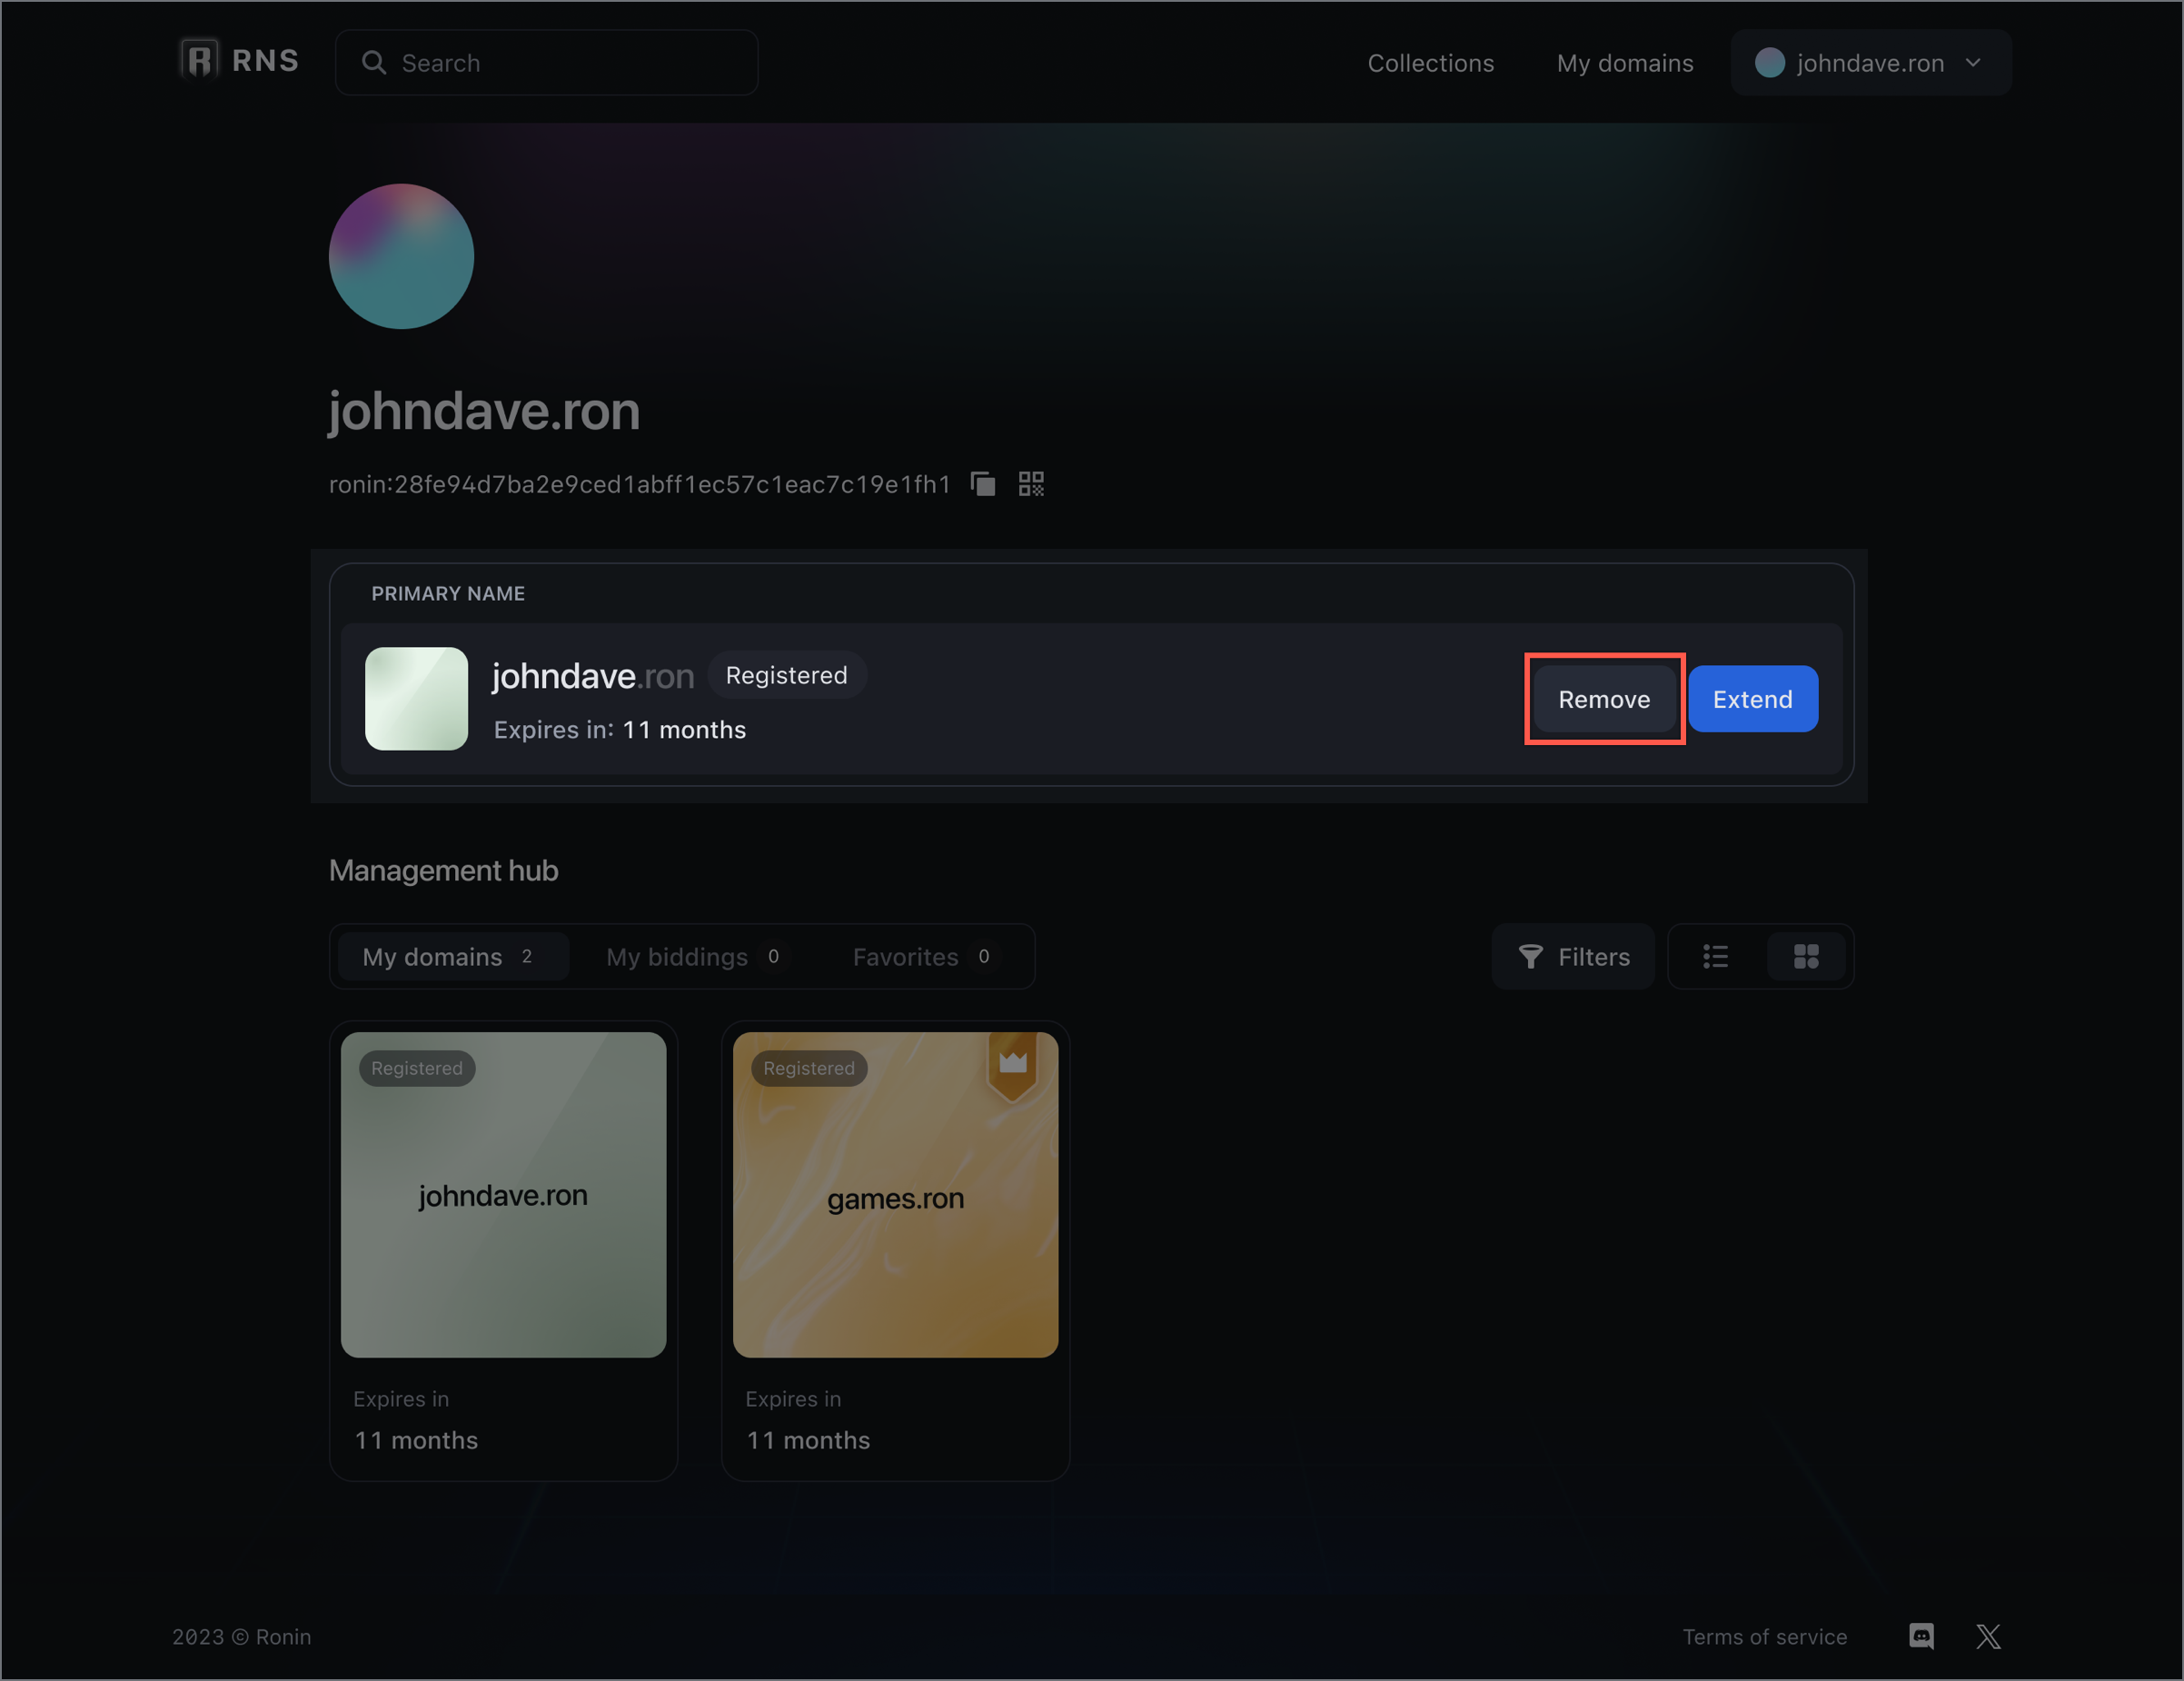 RNS
Search
Collections
My domains
johndave.ron
johndave.ron
ronin:28fe94d7ba2e9ced1abff1ec57c1eac7c19e1fh1
PRIMARY NAME
johndave.ron Registered
Expires in: 11 months
Remove
Extend
Management hub
My domains 2
My biddings 0
Favorites 0
Filters
Registered
johndave.ron
Expires in
11 months
Registered
games.ron
Expires in
11 months
2023 © Ronin
Terms of service